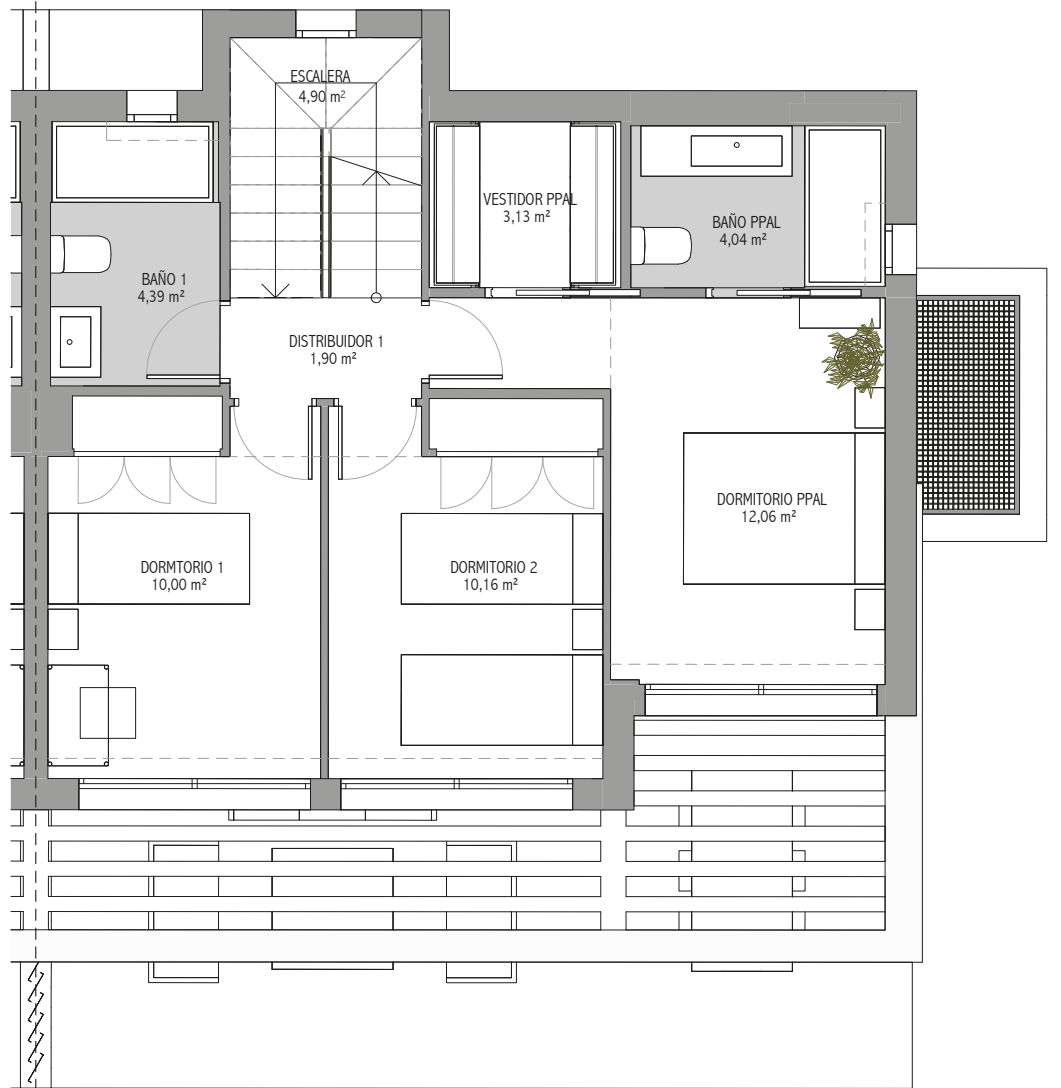 ESCALERA
4,90 m²
VESTIDOR PPAL
3,13 m²
BAÑO PPAL
4,04 m²
BAÑO 1
4,39 m²
DISTRIBUIDOR 1
1,90 m²
DORMITORIO PPAL
12,06 m²
DORMTORIO 1
10,00 m²
DORMITORIO 2
10,16 m²